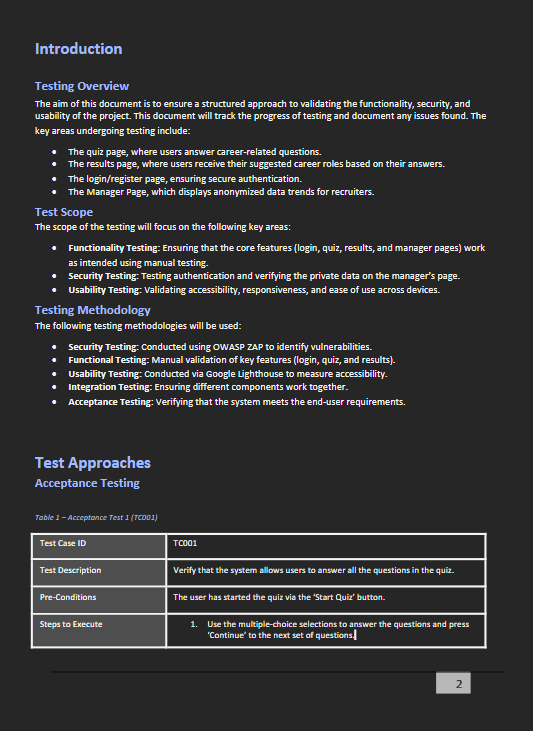 Introduction
Testing Overview
The aim of this document is to ensure a structured approach to validating the functionality, security, and
usability of the project. This document will track the progress of testing and document any issues found. The
key areas undergoing testing include:
• The quiz page, where users answer career-related questions.
• The results page, where users receive their suggested career roles based on their answers.
• The login/register page, ensuring secure authentication.
• The Manager Page, which displays anonymized data trends for recruiters.
Test Scope
The scope of the testing will focus on the following key areas:
• Functionality Testing: Ensuring that the core features (login, quiz, results, and manager pages) work
as intended using manual testing.
• Security Testing: Testing authentication and verifying the private data on the manager's page.
• Usability Testing: Validating accessibility, responsiveness, and ease of use across devices.
Testing Methodology
The following testing methodologies will be used:
• Security Testing: Conducted using OWASP ZAP to identify vulnerabilities.
• Functional Testing: Manual validation of key features (login, quiz, and results).
• Usability Testing: Conducted via Google Lighthouse to measure accessibility.
• Integration Testing: Ensuring different components work together.
• Acceptance Testing: Verifying that the system meets the end-user requirements.
Test Approaches
Acceptance Testing
Table 1 – Acceptance Test 1 (TC001)
Test Case ID TC001
Test Description Verify that the system allows users to answer all the questions in the quiz.
Pre-Conditions The user has started the quiz via the 'Start Quiz' button.
Steps to Execute 1. Use the multiple-choice selections to answer the questions and press
'Continue' to the next set of questions.
2